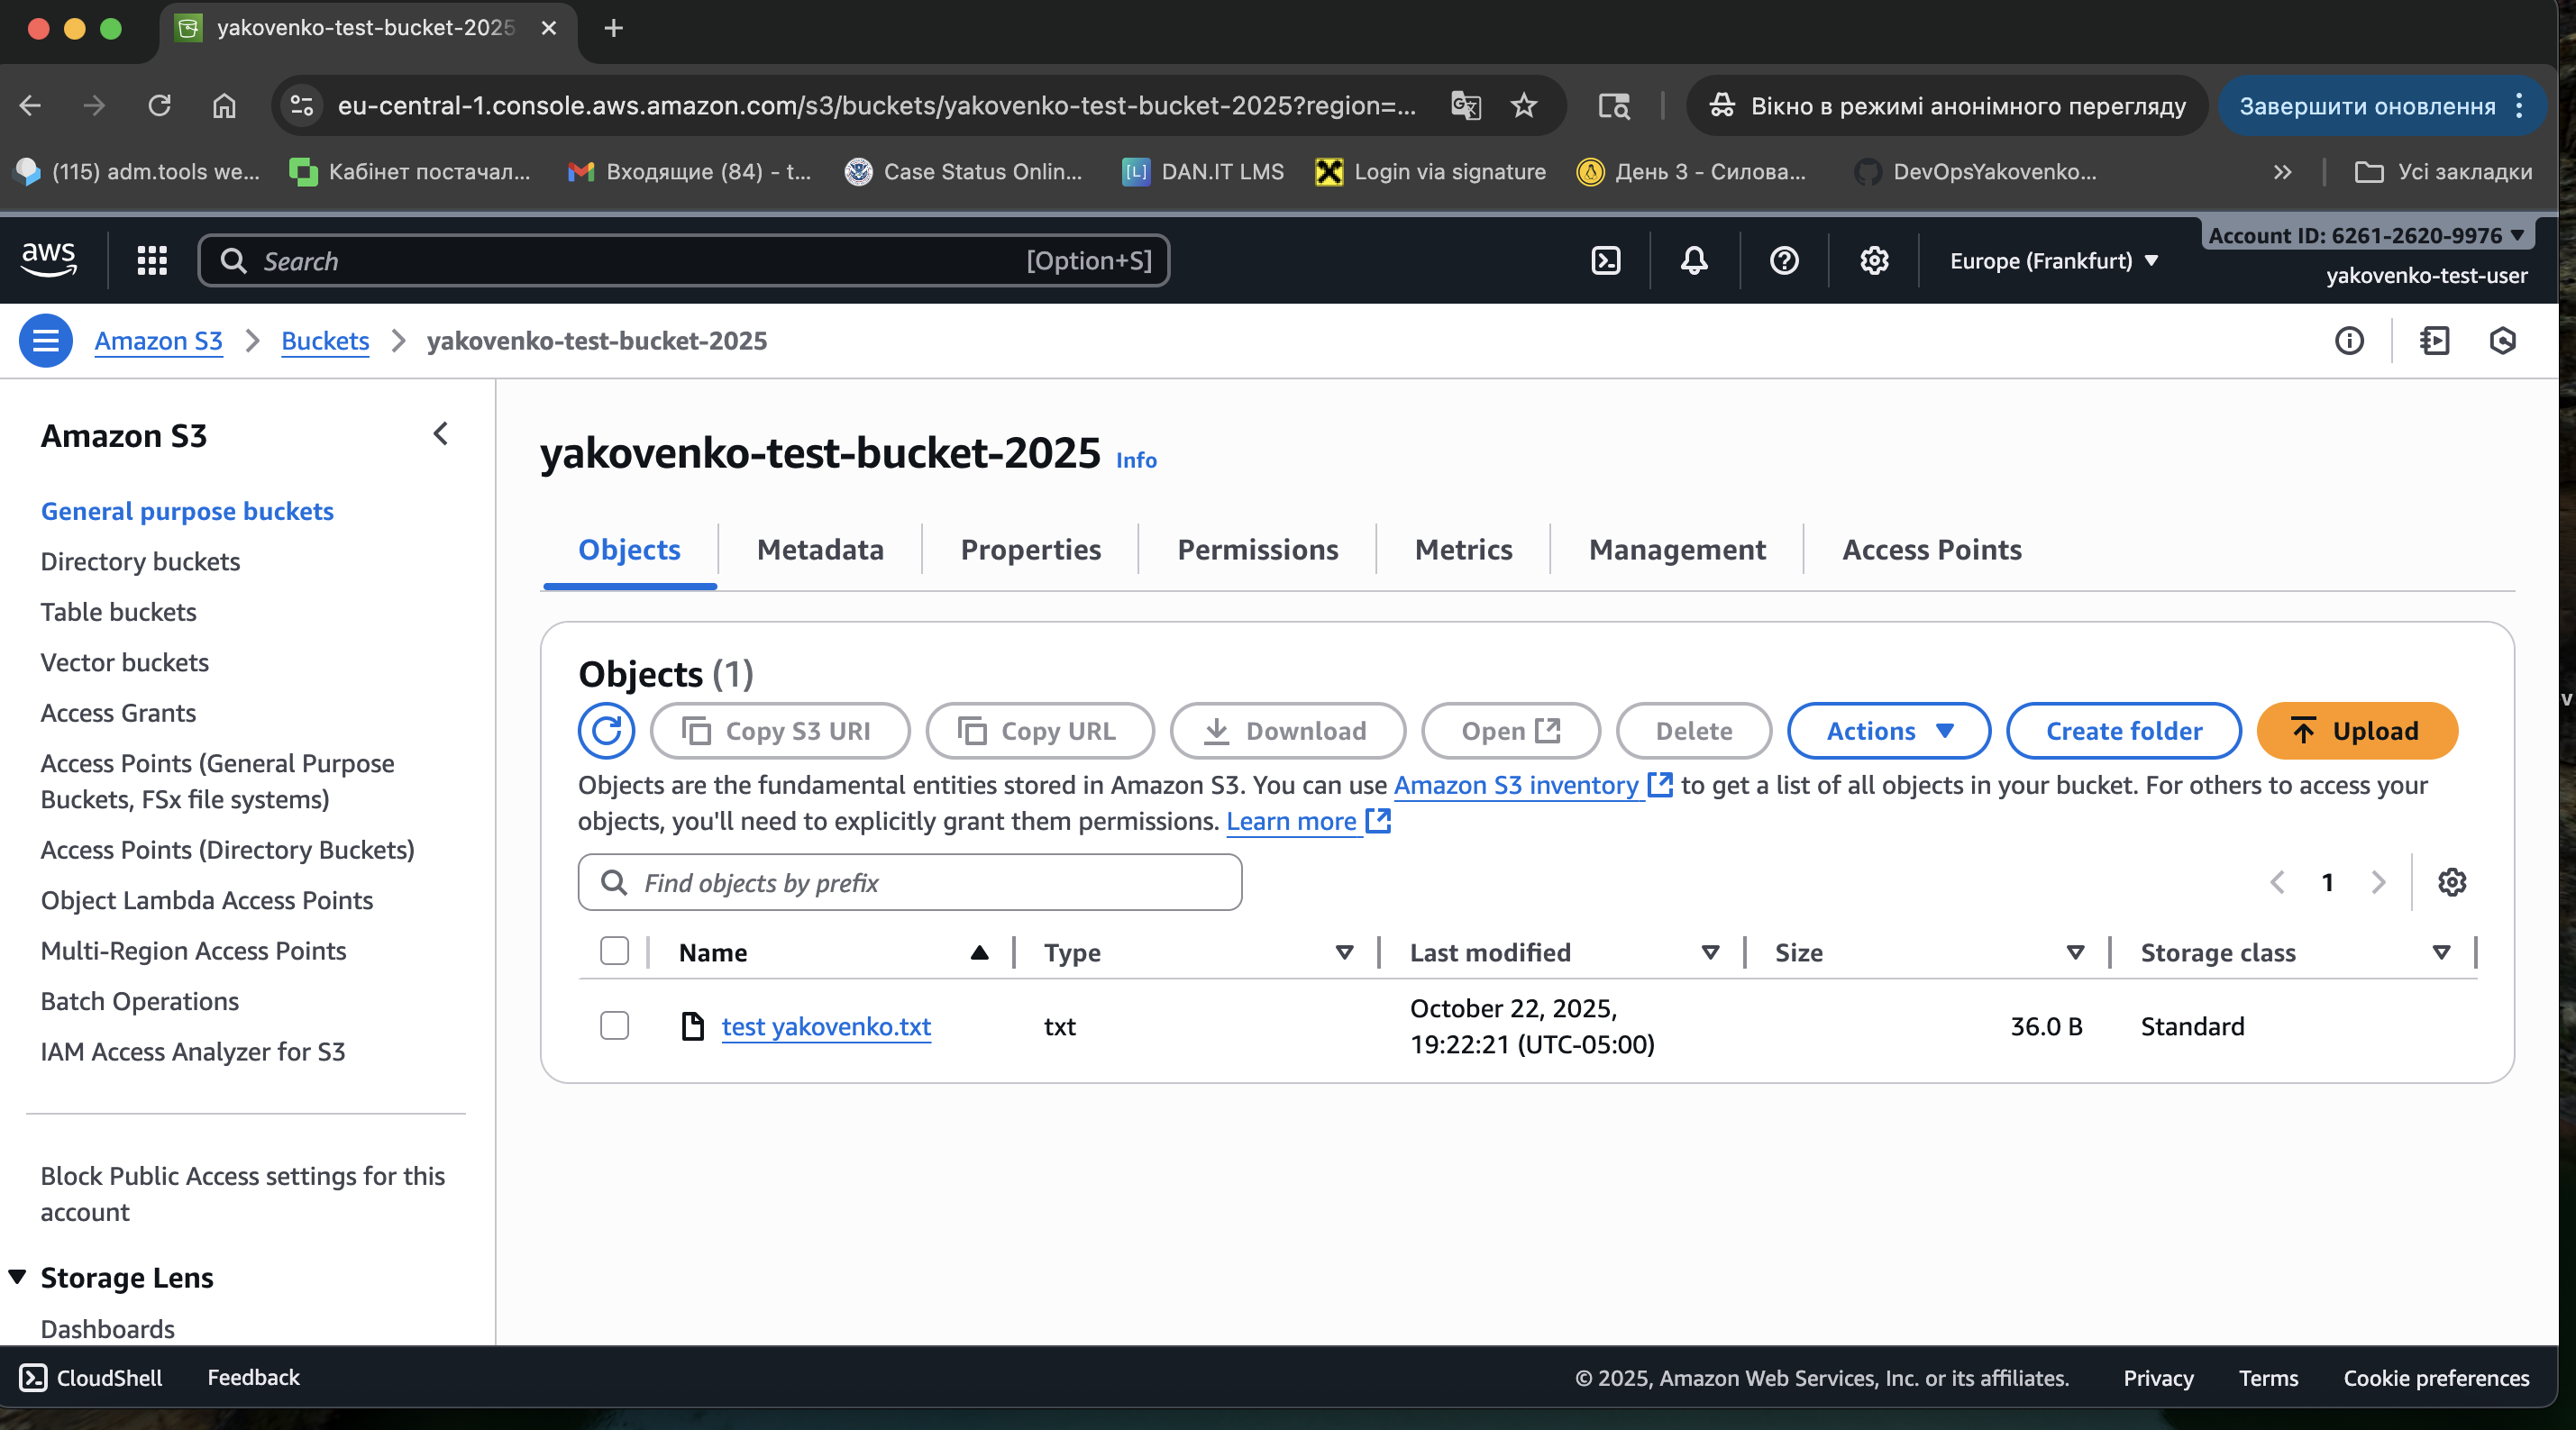 yakovenko-test-bucket-2025
eu-central-1.console.aws.amazon.com/s3/buckets/yakovenko-test-bucket-2025?region=...
Вікно в режимі анонімного перегляду
Завершити оновлення
(115) adm.tools we...
Кабінет постачал...
Входящие (84) - t...
Case Status Onlin...
[L] DAN.IT LMS
Login via signature
День 3 - Силова...
DevOpsYakovenko...
Усі закладки
aws
Search
[Option+S]
Europe (Frankfurt)
Account ID: 6261-2620-9976
yakovenko-test-user
Amazon S3
Buckets
yakovenko-test-bucket-2025
Amazon S3
General purpose buckets
Directory buckets
Table buckets
Vector buckets
Access Grants
Access Points (General Purpose
Buckets, FSx file systems)
Access Points (Directory Buckets)
Object Lambda Access Points
Multi-Region Access Points
Batch Operations
IAM Access Analyzer for S3
Block Public Access settings for this
account
Storage Lens
Dashboards
yakovenko-test-bucket-2025 Info
Objects
Metadata
Properties
Permissions
Metrics
Management
Access Points
Objects (1)
Copy S3 URI
Copy URL
Download
Open
Delete
Actions
Create folder
Upload
Objects are the fundamental entities stored in Amazon S3. You can use Amazon S3 inventory to get a list of all objects in your bucket. For others to access your
objects, you'll need to explicitly grant them permissions. Learn more
Find objects by prefix
1
Name
Type
Last modified
Size
Storage class
test yakovenko.txt
txt
October 22, 2025,
19:22:21 (UTC-05:00)
36.0 B
Standard
CloudShell
Feedback
© 2025, Amazon Web Services, Inc. or its affiliates.
Privacy
Terms
Cookie preferences